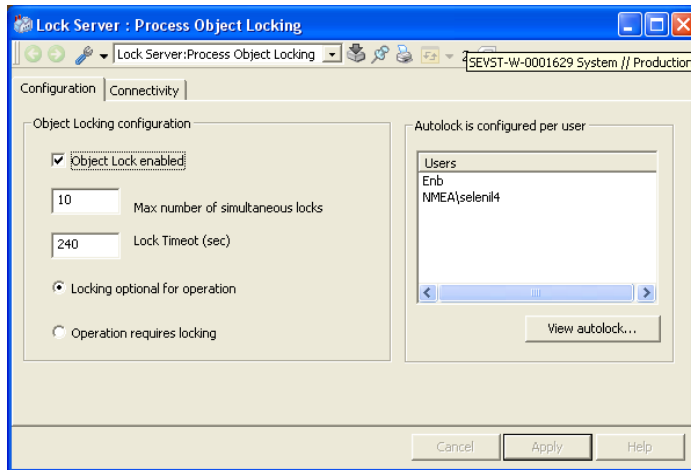 Lock Server : Process Object Locking
Lock Server:Process Object Locking
SEVST-W-0001629 System // Production
Configuration
Connectivity
Object Locking configuration
Autolock is configured per user
Object Lock enabled
Users
Enb
NMEA\selenil4
10
Max number of simultaneous locks
240
Lock Timeot (sec)
Locking optional for operation
View autolock...
Operation requires locking
Cancel
Apply
Help